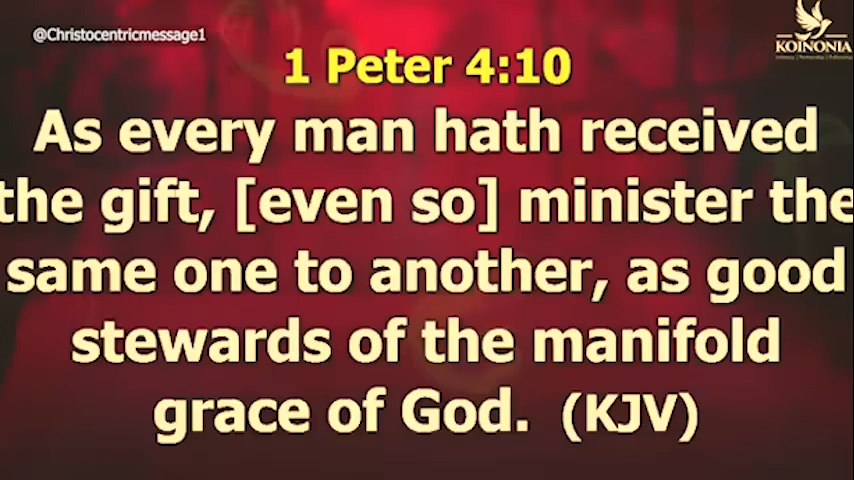 @Christocentricmessage1
KOINONIA
1 Peter 4:10
As every man hath received
the gift, [even so] minister the
same one to another, as good
stewards of the manifold
grace of God. (KJV)